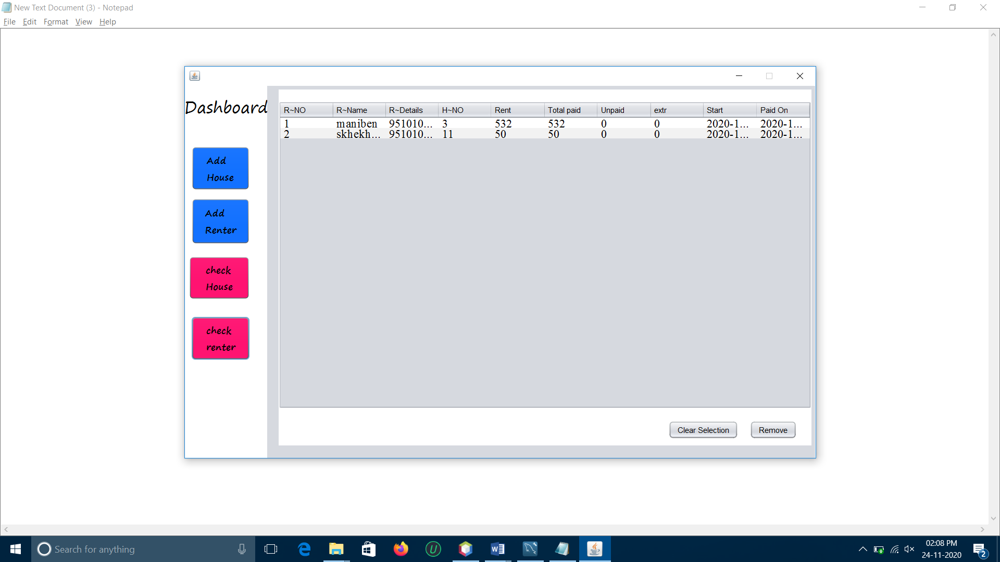 New Text Document (3) - Notepad
File Edit Format View Help
Dashboard
R~NO R~Name R~Details H~NO Rent Total paid Unpaid extr Start Paid On
1 maniben 951010... 3 532 532 0 0 2020-1... 2020-1...
2 skhekh... 951010... 11 50 50 0 0 2020-1... 2020-1...
Add
House
Add
Renter
check
House
check
renter
Clear Selection Remove
Search for anything
02:08 PM
24-11-2020
2